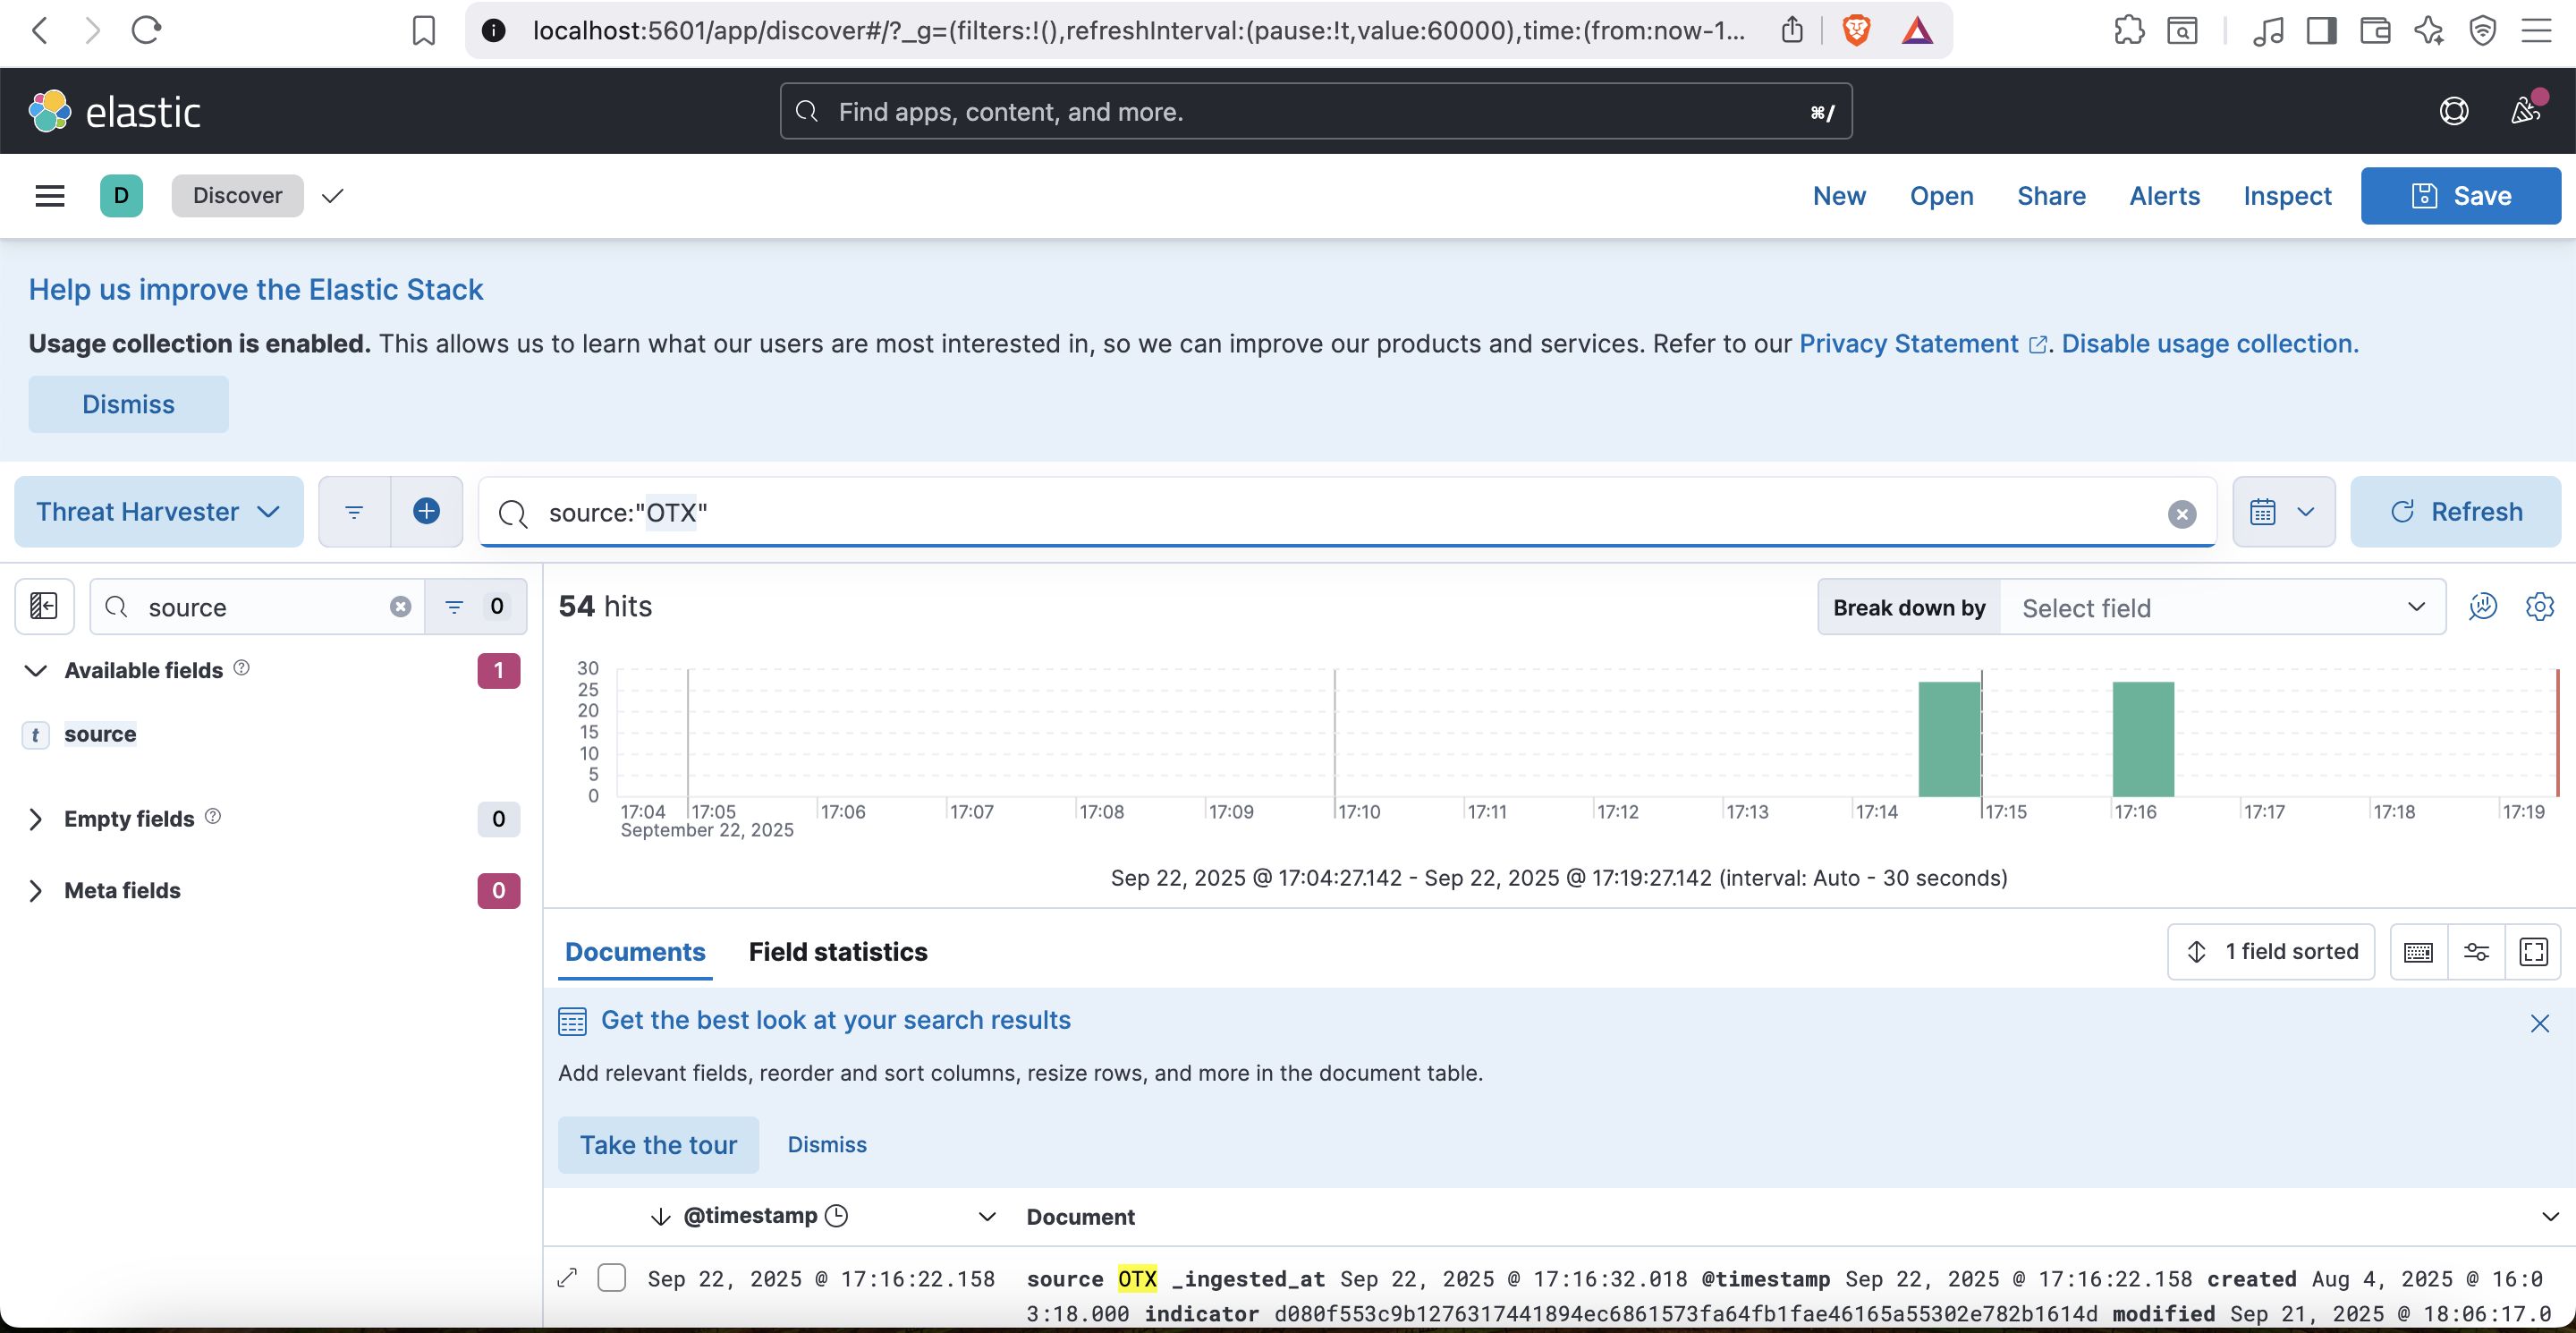 localhost:5601/app/discover#/?_g=(filters:!(),refreshInterval:(pause:!t,value:60000),time:(from:now-1...
elastic
Find apps, content, and more.
⌘/
D
Discover
New
Open
Share
Alerts
Inspect
Save
Help us improve the Elastic Stack
Usage collection is enabled. This allows us to learn what our users are most interested in, so we can improve our products and services. Refer to our Privacy Statement. Disable usage collection.
Dismiss
Threat Harvester
source:"OTX"
Refresh
source
0
54 hits
Break down by
Select field
Available fields
1
t source
Empty fields
0
Meta fields
0
30
25
20
15
10
5
0
17:04 17:05 17:06 17:07 17:08 17:09 17:10 17:11 17:12 17:13 17:14 17:15 17:16 17:17 17:18 17:19
September 22, 2025
Sep 22, 2025 @ 17:04:27.142 - Sep 22, 2025 @ 17:19:27.142 (interval: Auto - 30 seconds)
Documents
Field statistics
1 field sorted
Get the best look at your search results
Add relevant fields, reorder and sort columns, resize rows, and more in the document table.
Take the tour
Dismiss
@timestamp
Document
Sep 22, 2025 @ 17:16:22.158
source OTX _ingested_at Sep 22, 2025 @ 17:16:32.018 @timestamp Sep 22, 2025 @ 17:16:22.158 created Aug 4, 2025 @ 16:0
3:18.000 indicator d080f553c9b1276317441894ec6861573fa64fb1fae46165a55302e782b1614d modified Sep 21, 2025 @ 18:06:17.0